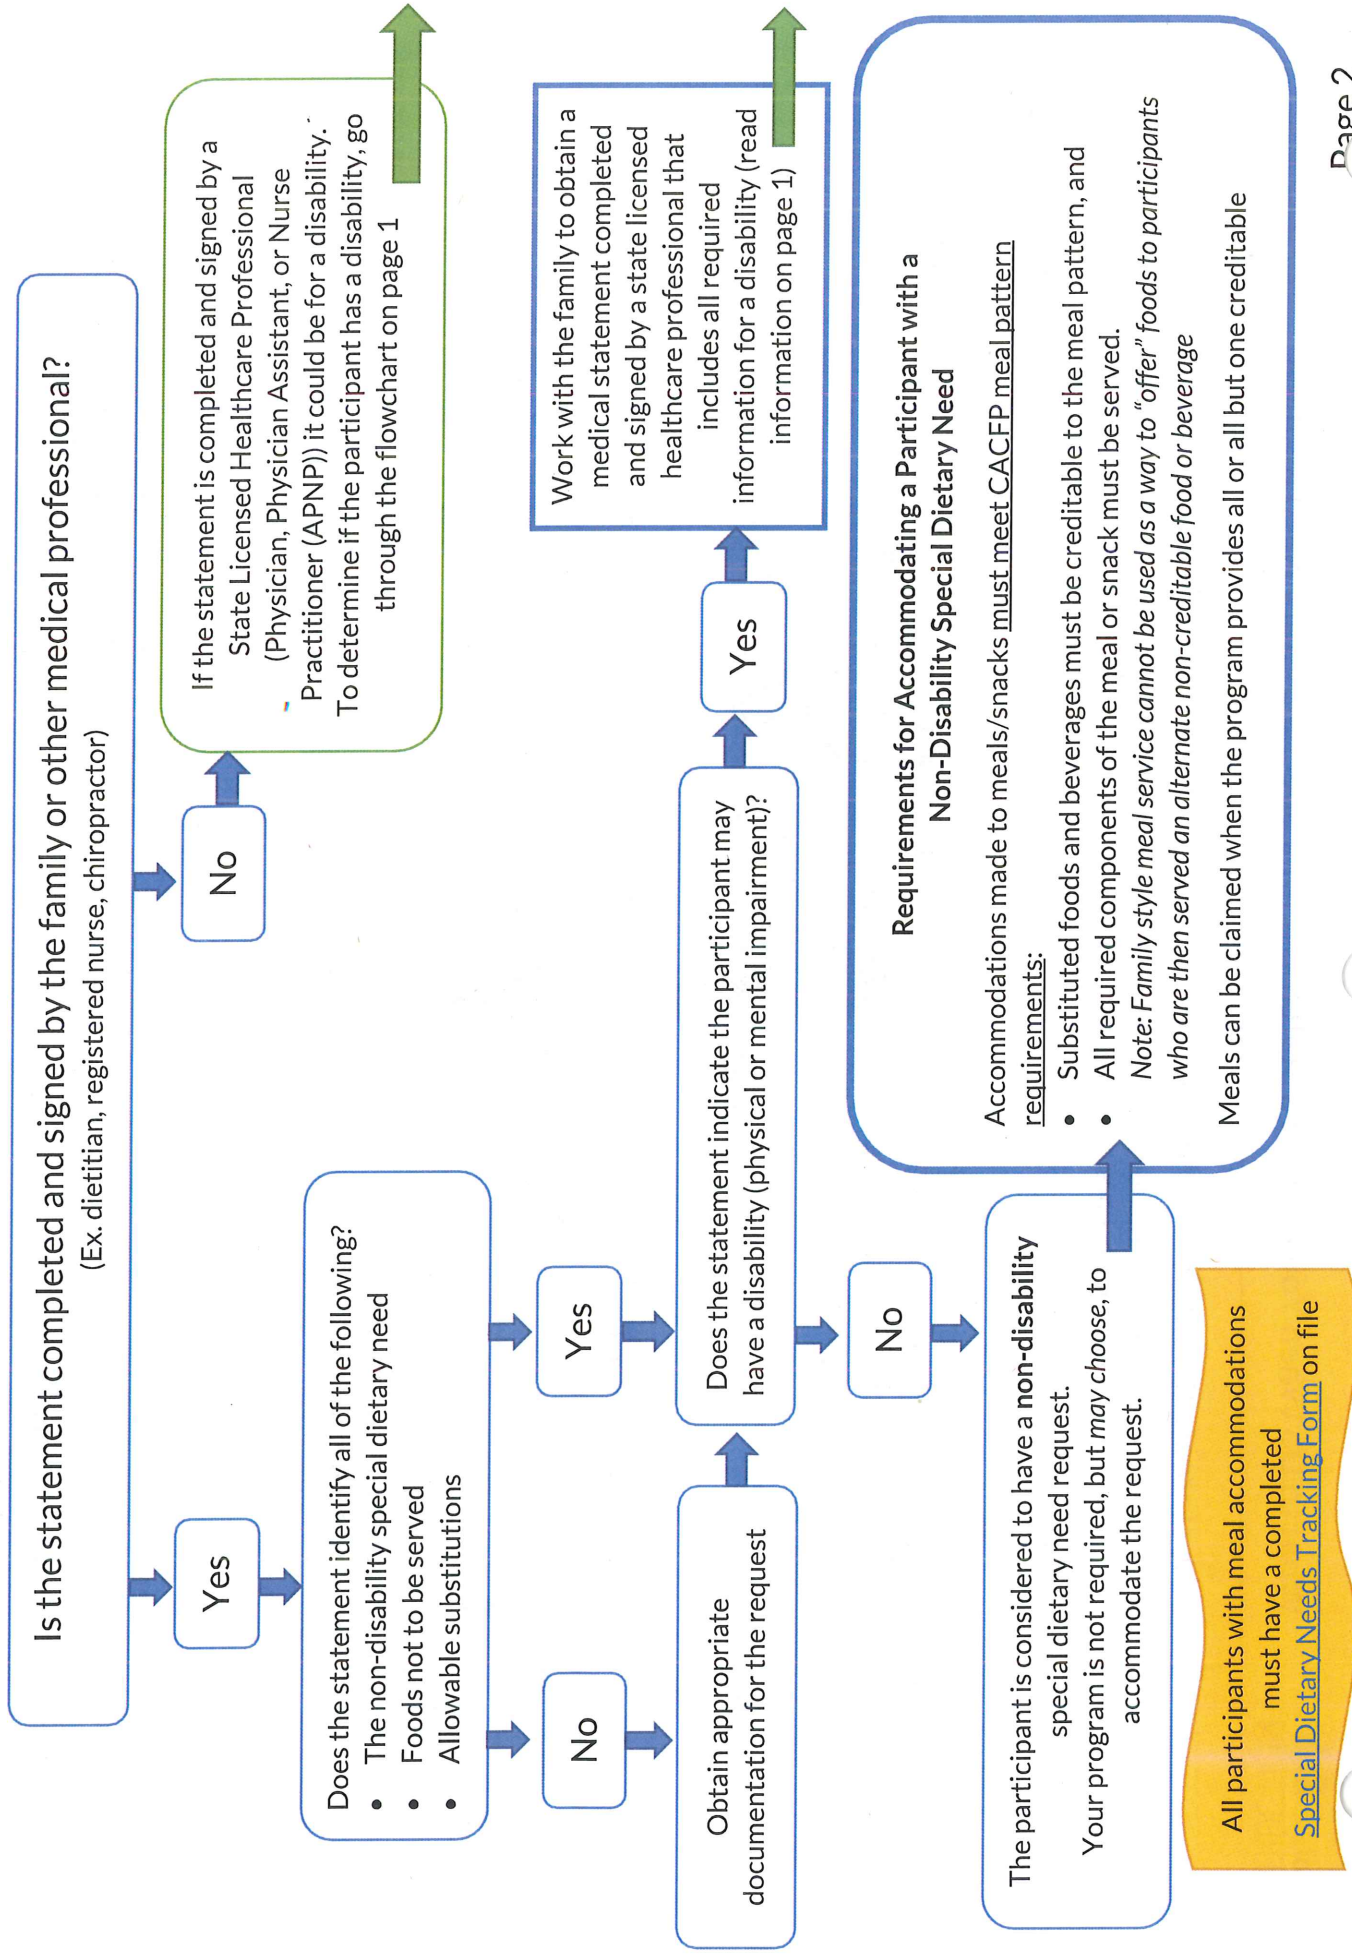 Is the statement completed and signed by the family or other medical professional?
(Ex. dietitian, registered nurse, chiropractor)
Yes
No
If the statement is completed and signed by a
State Licensed Healthcare Professional
(Physician, Physician Assistant, or Nurse
Practitioner (APNP)) it could be for a disability.
To determine if the participant has a disability, go
through the flowchart on page 1
Does the statement identify all of the following?
• The non-disability special dietary need
• Foods not to be served
• Allowable substitutions
No
Yes
Obtain appropriate
documentation for the request
Does the statement indicate the participant may
have a disability (physical or mental impairment)?
Yes
Work with the family to obtain a
medical statement completed
and signed by a state licensed
healthcare professional that
includes all required
information for a disability (read
information on page 1)
No
The participant is considered to have a non-disability
special dietary need request.
Your program is not required, but may choose, to
accommodate the request.
Requirements for Accommodating a Participant with a
Non-Disability Special Dietary Need
Accommodations made to meals/snacks must meet CACFP meal pattern
requirements:
• Substituted foods and beverages must be creditable to the meal pattern, and
• All required components of the meal or snack must be served.
Note: Family style meal service cannot be used as a way to “offer” foods to participants
who are then served an alternate non-creditable food or beverage
Meals can be claimed when the program provides all or all but one creditable
All participants with meal accommodations
must have a completed
Special Dietary Needs Tracking Form on file
Page 2